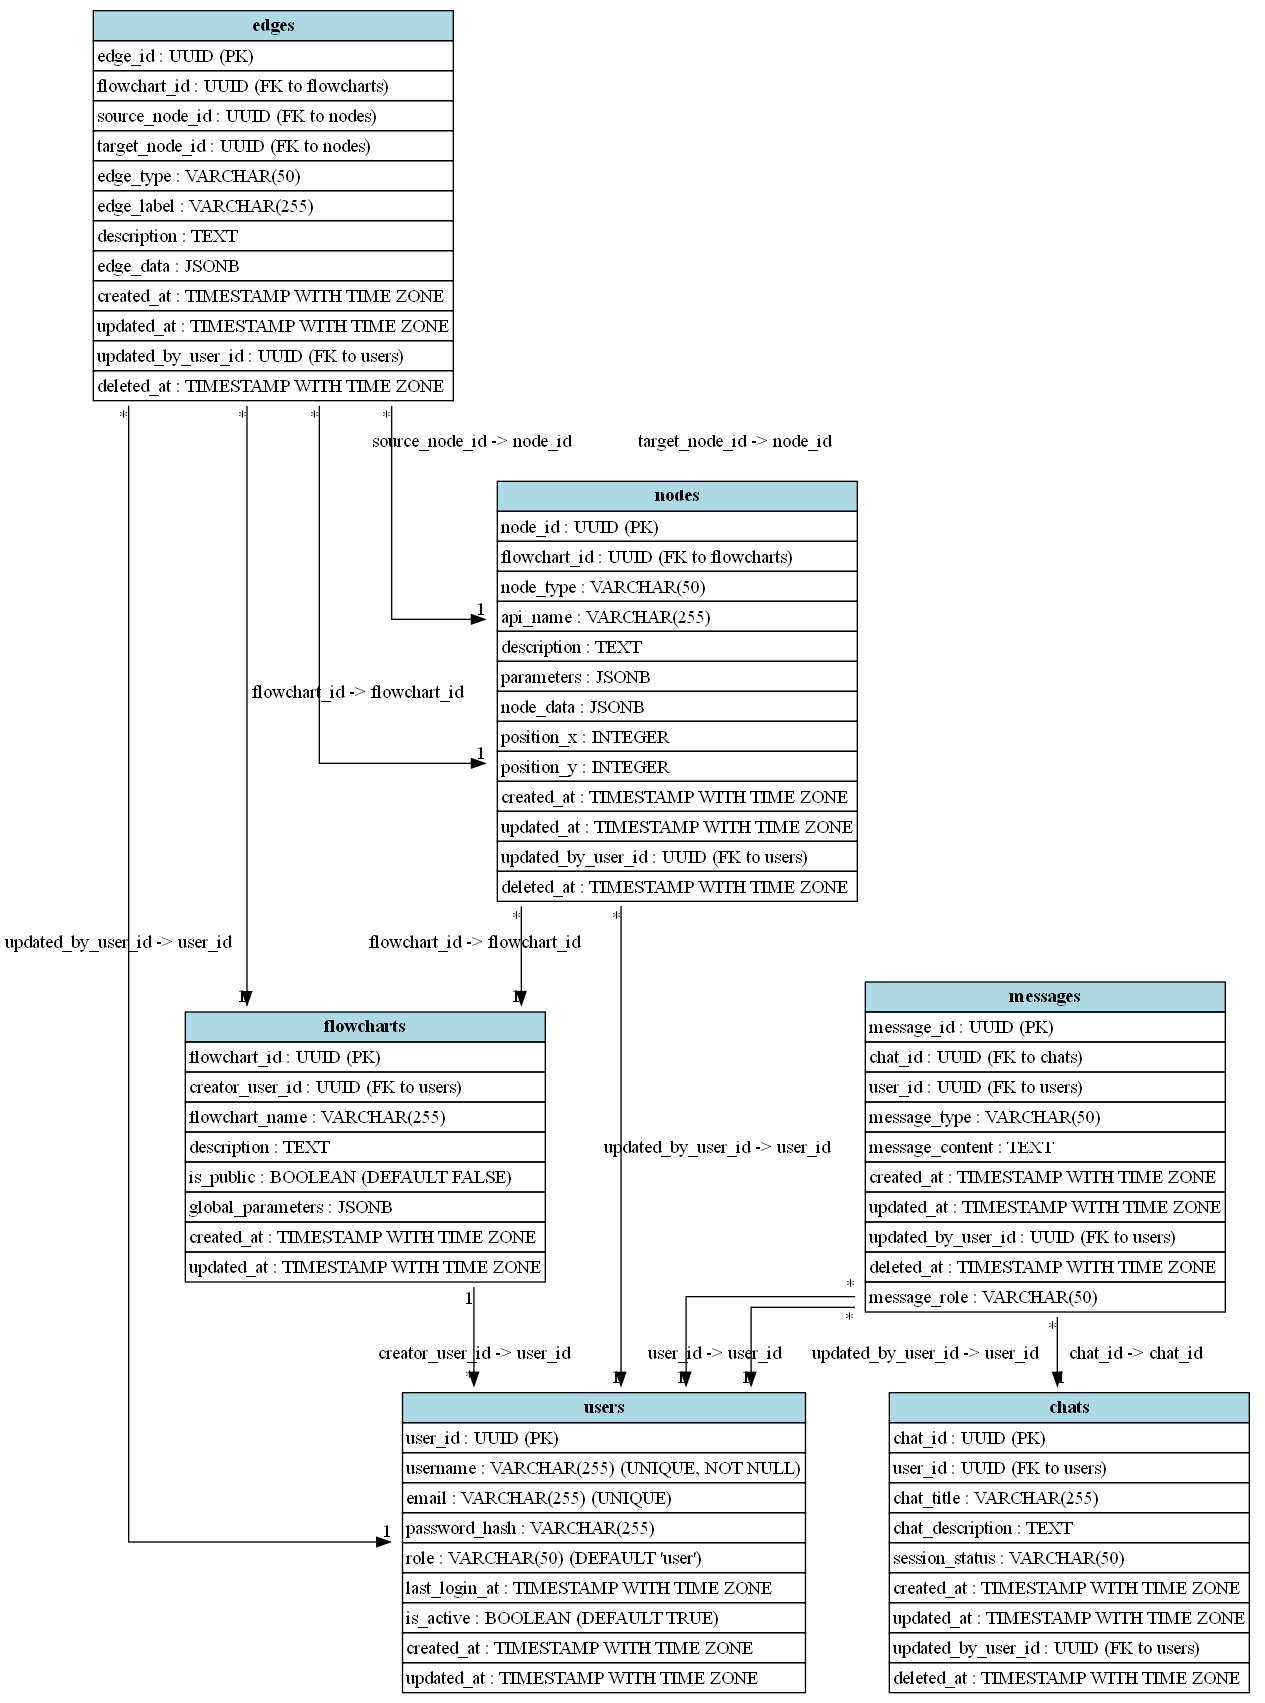 edges
edge_id : UUID (PK)
flowchart_id : UUID (FK to flowcharts)
source_node_id : UUID (FK to nodes)
target_node_id : UUID (FK to nodes)
edge_type : VARCHAR(50)
edge_label : VARCHAR(255)
description : TEXT
edge_data : JSONB
created_at : TIMESTAMP WITH TIME ZONE
updated_at : TIMESTAMP WITH TIME ZONE
updated_by_user_id : UUID (FK to users)
deleted_at : TIMESTAMP WITH TIME ZONE
* * * *
source_node_id -> node_id
target_node_id -> node_id
nodes
node_id : UUID (PK)
flowchart_id : UUID (FK to flowcharts)
node_type : VARCHAR(50)
api_name : VARCHAR(255)
description : TEXT
parameters : JSONB
node_data : JSONB
position_x : INTEGER
position_y : INTEGER
created_at : TIMESTAMP WITH TIME ZONE
updated_at : TIMESTAMP WITH TIME ZONE
updated_by_user_id : UUID (FK to users)
deleted_at : TIMESTAMP WITH TIME ZONE
1
flowchart_id -> flowchart_id
1
* *
updated_by_user_id -> user_id
flowchart_id -> flowchart_id
1 1
flowcharts
flowchart_id : UUID (PK)
creator_user_id : UUID (FK to users)
flowchart_name : VARCHAR(255)
description : TEXT
is_public : BOOLEAN (DEFAULT FALSE)
global_parameters : JSONB
created_at : TIMESTAMP WITH TIME ZONE
updated_at : TIMESTAMP WITH TIME ZONE
updated_by_user_id -> user_id
messages
message_id : UUID (PK)
chat_id : UUID (FK to chats)
user_id : UUID (FK to users)
message_type : VARCHAR(50)
message_content : TEXT
created_at : TIMESTAMP WITH TIME ZONE
updated_at : TIMESTAMP WITH TIME ZONE
updated_by_user_id : UUID (FK to users)
deleted_at : TIMESTAMP WITH TIME ZONE
message_role : VARCHAR(50)
*
1
*
*
creator_user_id -> user_id
user_id -> user_id
updated_by_user_id -> user_id
chat_id -> chat_id
* 1 1 1 1
users
user_id : UUID (PK)
username : VARCHAR(255) (UNIQUE, NOT NULL)
email : VARCHAR(255) (UNIQUE)
password_hash : VARCHAR(255)
role : VARCHAR(50) (DEFAULT 'user')
last_login_at : TIMESTAMP WITH TIME ZONE
is_active : BOOLEAN (DEFAULT TRUE)
created_at : TIMESTAMP WITH TIME ZONE
updated_at : TIMESTAMP WITH TIME ZONE
1
chats
chat_id : UUID (PK)
user_id : UUID (FK to users)
chat_title : VARCHAR(255)
chat_description : TEXT
session_status : VARCHAR(50)
created_at : TIMESTAMP WITH TIME ZONE
updated_at : TIMESTAMP WITH TIME ZONE
updated_by_user_id : UUID (FK to users)
deleted_at : TIMESTAMP WITH TIME ZONE